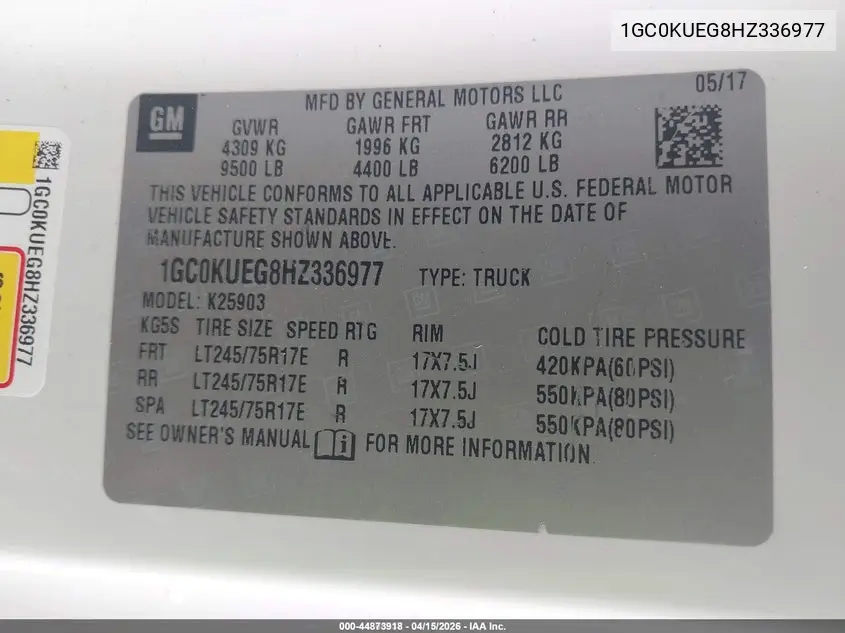 1GC0KUEG8HZ336977
GM
MFD BY GENERAL MOTORS LLC
05/17
GVWR GAWR FRT GAWR RR
4309 KG 1996 KG 2812 KG
9500 LB 4400 LB 6200 LB
THIS VEHICLE CONFORMS TO ALL APPLICABLE U.S. FEDERAL MOTOR
VEHICLE SAFETY STANDARDS IN EFFECT ON THE DATE OF
MANUFACTURE SHOWN ABOVE.
1GC0KUEG8HZ336977 TYPE: TRUCK
MODEL: K25903
KG5S TIRE SIZE SPEED RTG RIM COLD TIRE PRESSURE
FRT LT245/75R17E R 17X7.5J 420KPA(60PSI)
RR LT245/75R17E R 17X7.5J 550KPA(80PSI)
SPA LT245/75R17E R 17X7.5J 550KPA(80PSI)
SEE OWNER'S MANUAL i FOR MORE INFORMATION
1GC0KUEG8HZ336977
000-44873918 - 04/15/2026 - IAA Inc.